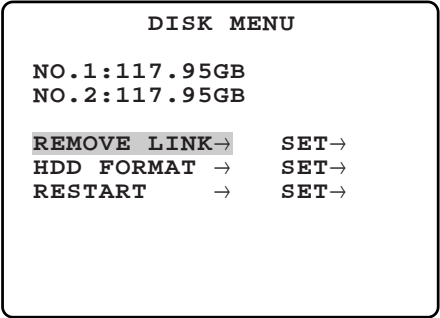 DISK MENU
NO.1:117.95GB
NO.2:117.95GB
REMOVE LINK→ SET→
HDD FORMAT → SET→
RESTART → SET→